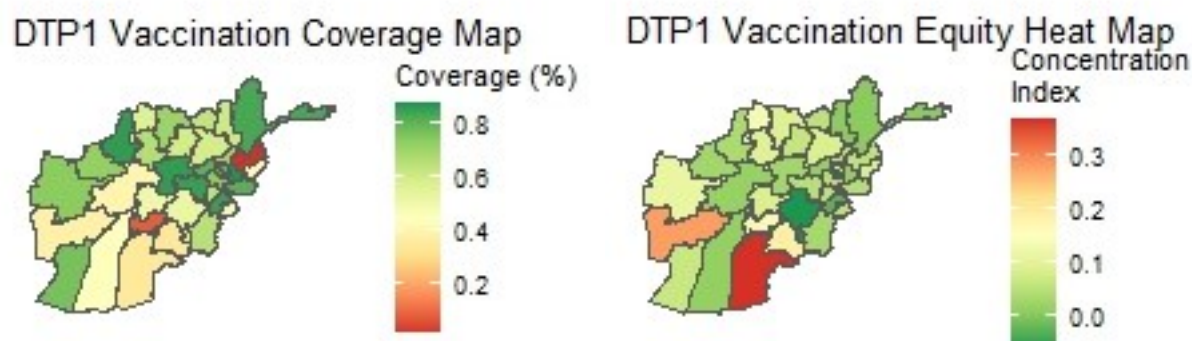 DTP1 Vaccination Coverage Map
Coverage (%)
0.8
0.6
0.4
0.2
DTP1 Vaccination Equity Heat Map
Concentration
Index
0.3
0.2
0.1
0.0